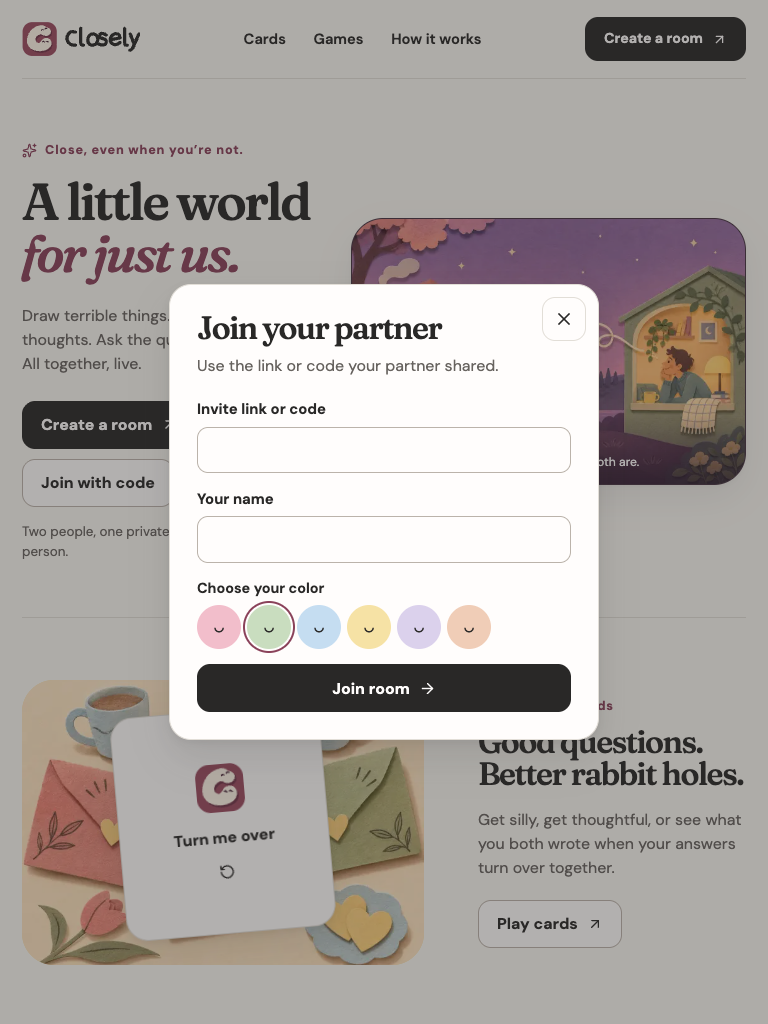 closely
Cards
Games
How it works
Create a room
Close, even when you're not.
A little world
for just us.
Draw terrible things.
thoughts. Ask the
All together, live.
Create a room
Join with code
Two people, one private
person.
both are.
Join your partner
Use the link or code your partner shared.
Invite link or code
Your name
Choose your color
Join room
Turn me over
Good questions.
Better rabbit holes.
Get silly, get thoughtful, or see what
you both wrote when your answers
turn over together.
Play cards